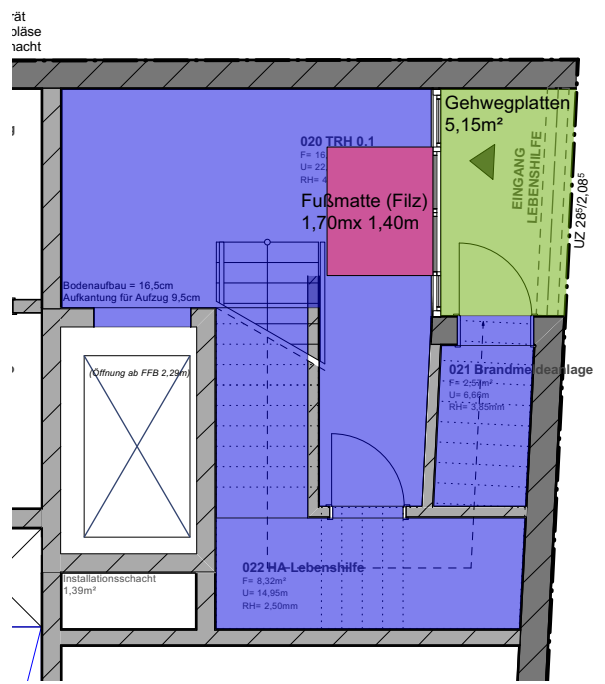 rät
oläse
hacht
Gehwegplatten
5,15m²
EINGANG
LEBENSHILFE
UZ 28⁵/2,08⁵
020 TRH 0.1
F= 16
U= 22
RH= 4
Fußmatte (Filz)
1,70mx 1,40m
Bodenaufbau = 16,5cm
Aufkantung für Aufzug 9,5cm
(Öffnung ab FFB 2,29m)
021 Brandmeldeanlage
F= 2,57m²
U= 6,66m
RH= 3,85mm
022 HA-Lebenshilfe
F= 8,32m²
U= 14,95m
RH= 2,50mm
Installationsschacht
1,39m²